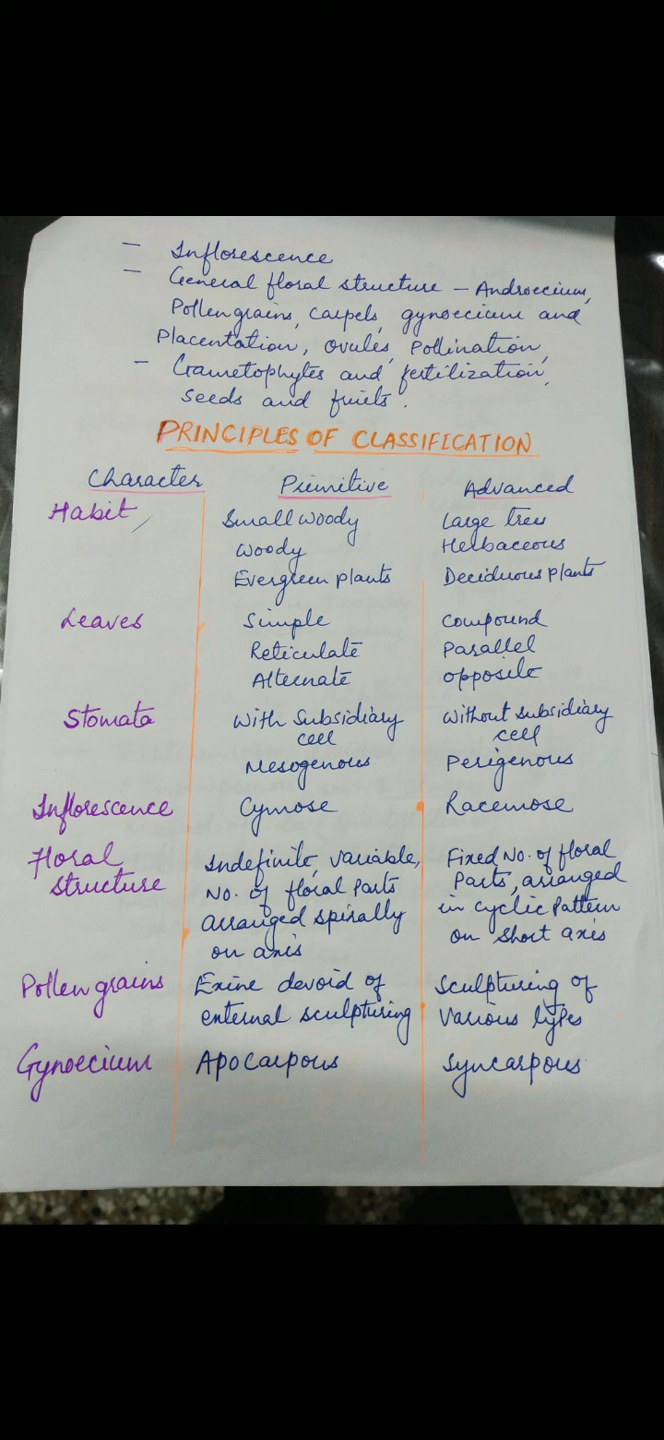 - Inflorescence
- General floral structure - Androecium,
Pollengrains, carpels, gynoecium and
Placentation, ovules, Pollination,
- Gametophytes and fertilization,
seeds and fruits.
PRINCIPLES OF CLASSIFICATION
Character Primitive Advanced
Habit Small woody Large trees
Woody Herbaceous
Evergreen plants Deciduous plants
Leaves Simple Compound
Reticulate Parallel
Alternate opposite
Stomata With Subsidiary without subsidiary
cell cell
Mesogenous Perigenous
Inflorescence Cymose Racemose
Floral Indefinite, variable, Fixed No. of floral
structure No. of floral Parts Parts, arranged
arranged spirally in cyclic Pattern
on axis on short axis
Pollen grains Exine devoid of Sculpturing of
external sculpturing various types
Gynoecium Apocarpous Syncarpous